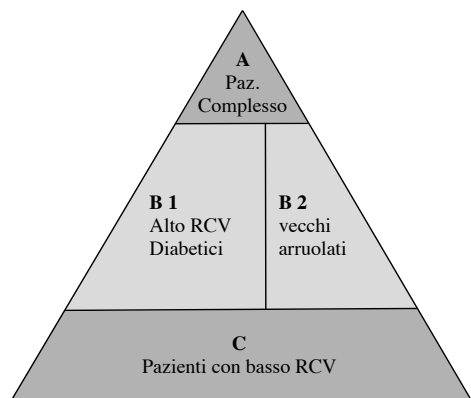 A
Paz.
Complesso
B 1
Alto RCV
Diabetici
B 2
vecchi
arruolati
C
Pazienti con basso RCV